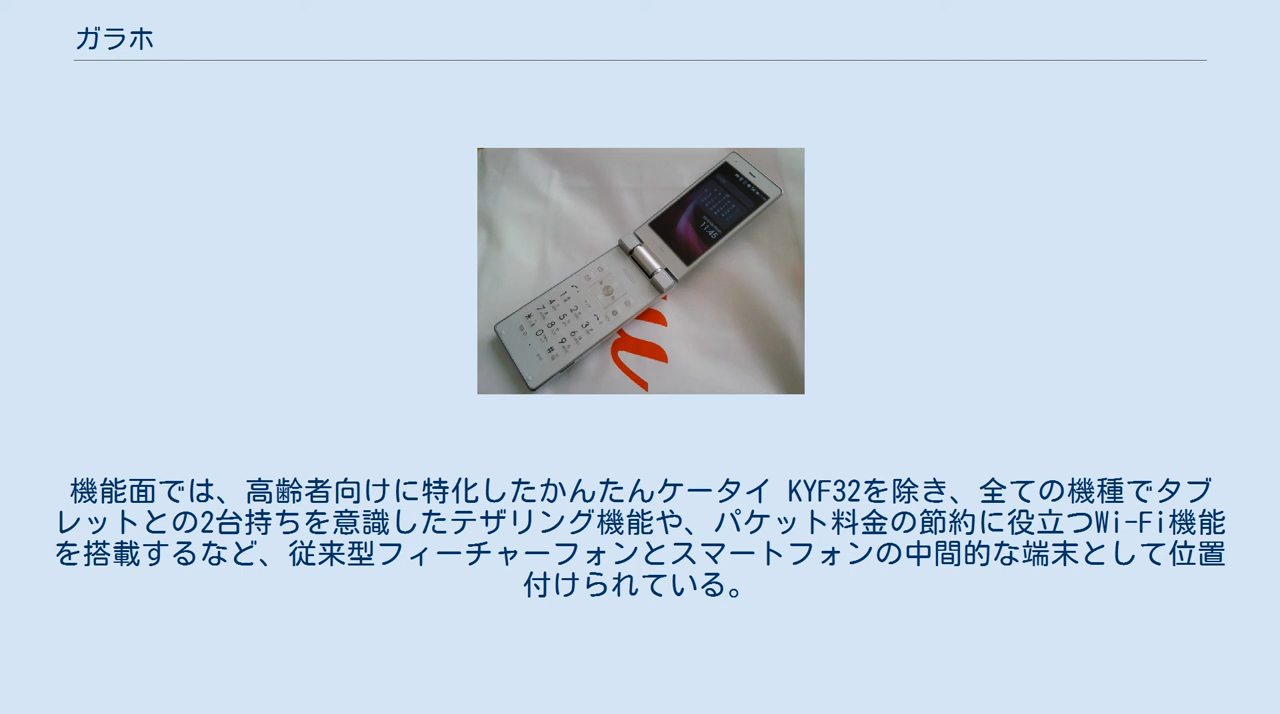 ガラホ
11:46
機能面では、高齢者向けに特化したかんたんケータイ KYF32を除き、全ての機種でタブ
レットとの2台持ちを意識したテザリング機能や、パケット料金の節約に役立つWi-Fi機能
を搭載するなど、従来型フィーチャーフォンとスマートフォンの中間的な端末として位置
付けられている。